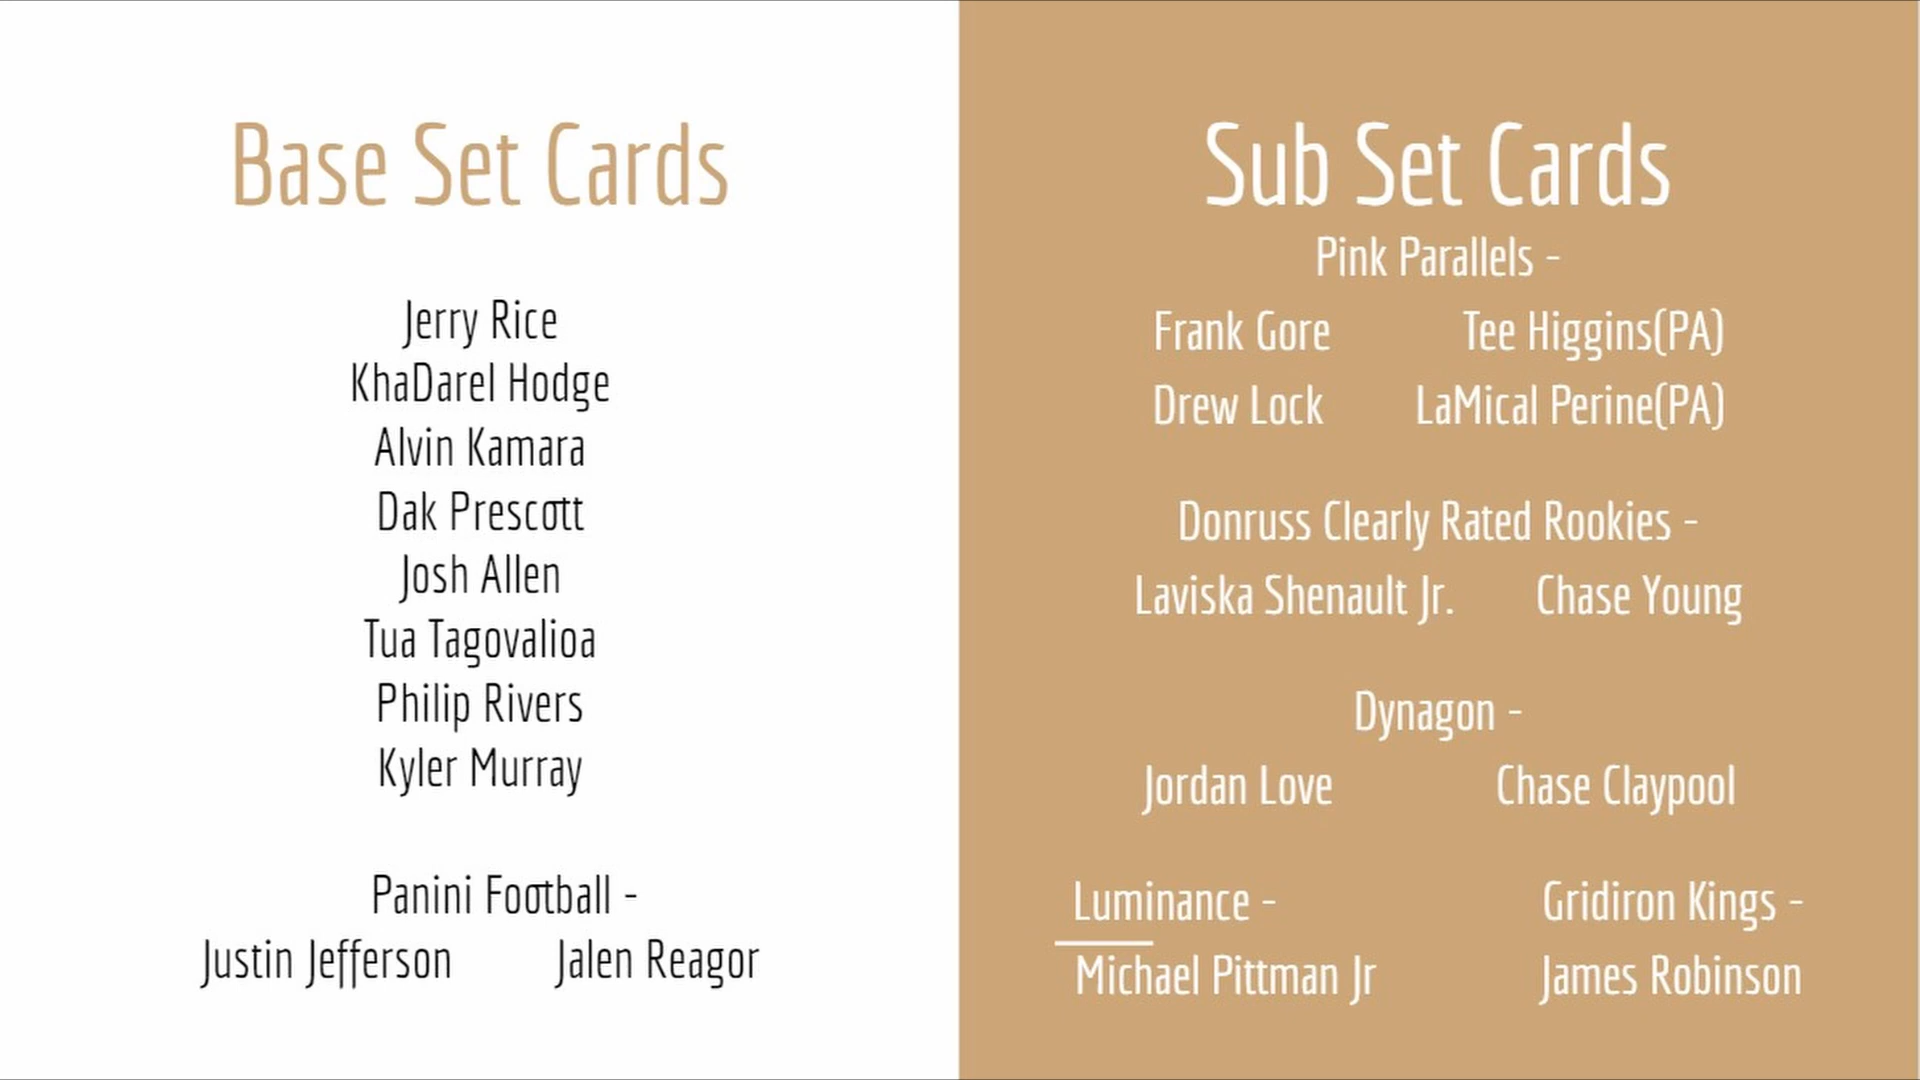 Base Set Cards
Jerry Rice
KhaDarel Hodge
Alvin Kamara
Dak Prescott
Josh Allen
Tua Tagovalioa
Philip Rivers
Kyler Murray
Panini Football -
Justin Jefferson Jalen Reagor
Sub Set Cards
Pink Parallels -
Frank Gore Tee Higgins(PA)
Drew Lock LaMical Perine(PA)
Donruss Clearly Rated Rookies -
Laviska Shenault Jr. Chase Young
Dynagon -
Jordan Love Chase Claypool
Luminance - Gridiron Kings -
Michael Pittman Jr James Robinson